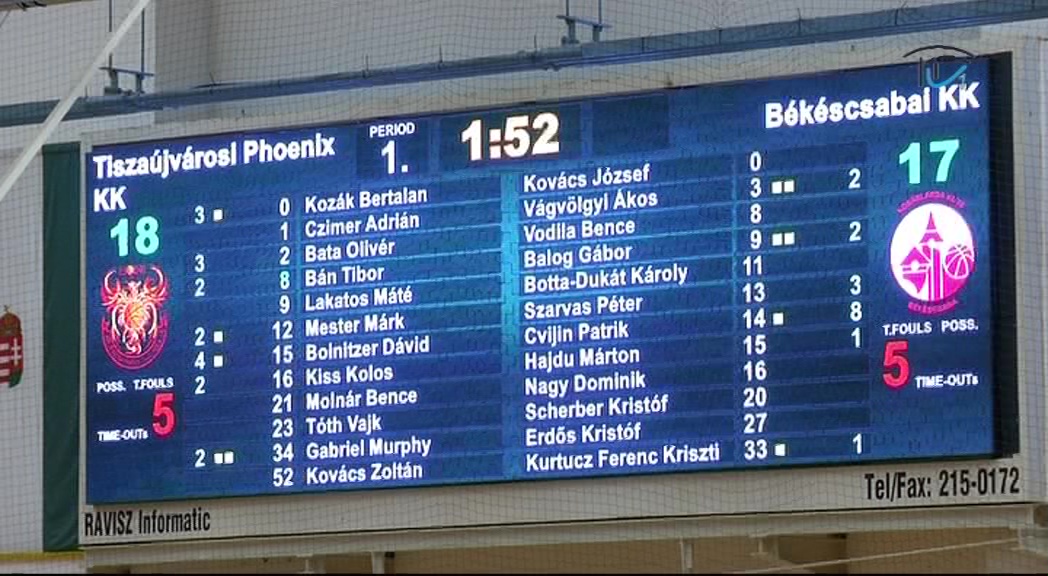 Tiszaújvárosi Phoenix
KK
18
PERIOD
1.
1:52
Békéscsabai KK
17
3 0 Kozák Bertalan
1 Czimer Adrián
3 2 Bata Olivér
2 8 Bán Tibor
9 Lakatos Máté
2 12 Mester Márk
4 15 Bolnitzer Dávid
2 16 Kiss Kolos
21 Molnár Bence
23 Tóth Vajk
2 34 Gabriel Murphy
52 Kovács Zoltán
POSS. T.FOULS
5
TIME-OUTs
Kovács József 0
Vágvölgyi Ákos 3 2
Vodila Bence 8
Balog Gábor 9 2
Botta-Dukát Károly 11
Szarvas Péter 13 3
Cvijin Patrik 14 8
Hajdu Márton 15 1
Nagy Dominik 16
Scherber Kristóf 20
Erdős Kristóf 27
Kurtucz Ferenc Kriszti 33 1
T.FOULS POSS.
5
TIME-OUTs
RAVISZ Informatic
Tel/Fax: 215-0172